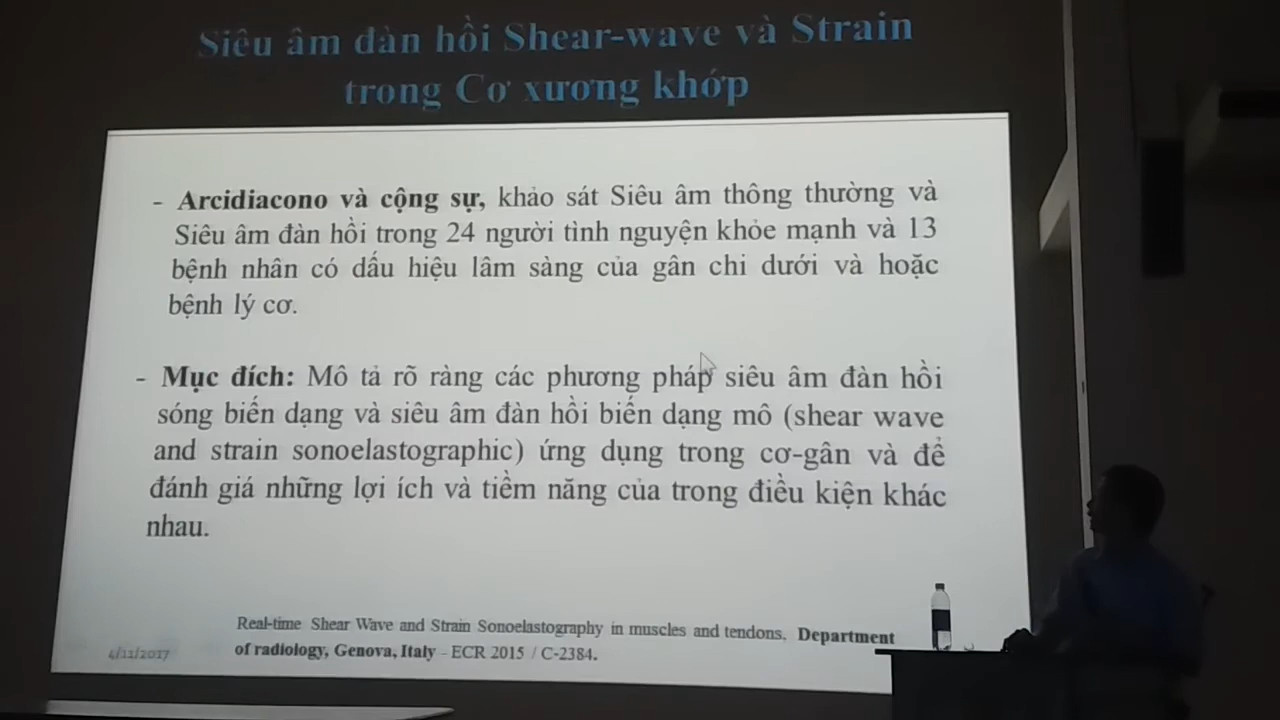 Siêu âm đàn hồi Shear-wave và Strain
trong Cơ xương khớp
- Arcidiacono và cộng sự, khảo sát Siêu âm thông thường và
Siêu âm đàn hồi trong 24 người tình nguyện khỏe mạnh và 13
bệnh nhân có dấu hiệu lâm sàng của gân chi dưới và hoặc
bệnh lý cơ.
- Mục đích: Mô tả rõ ràng các phương pháp siêu âm đàn hồi
sóng biến dạng và siêu âm đàn hồi biến dạng mô (shear wave
and strain sonoelastographic) ứng dụng trong cơ-gân và để
đánh giá những lợi ích và tiềm năng của trong điều kiện khác
nhau.
Real-time Shear Wave and Strain Sonoelastography in muscles and tendons, Department
of radiology, Genova, Italy - ECR 2015 / C-2384.
4/12/2017